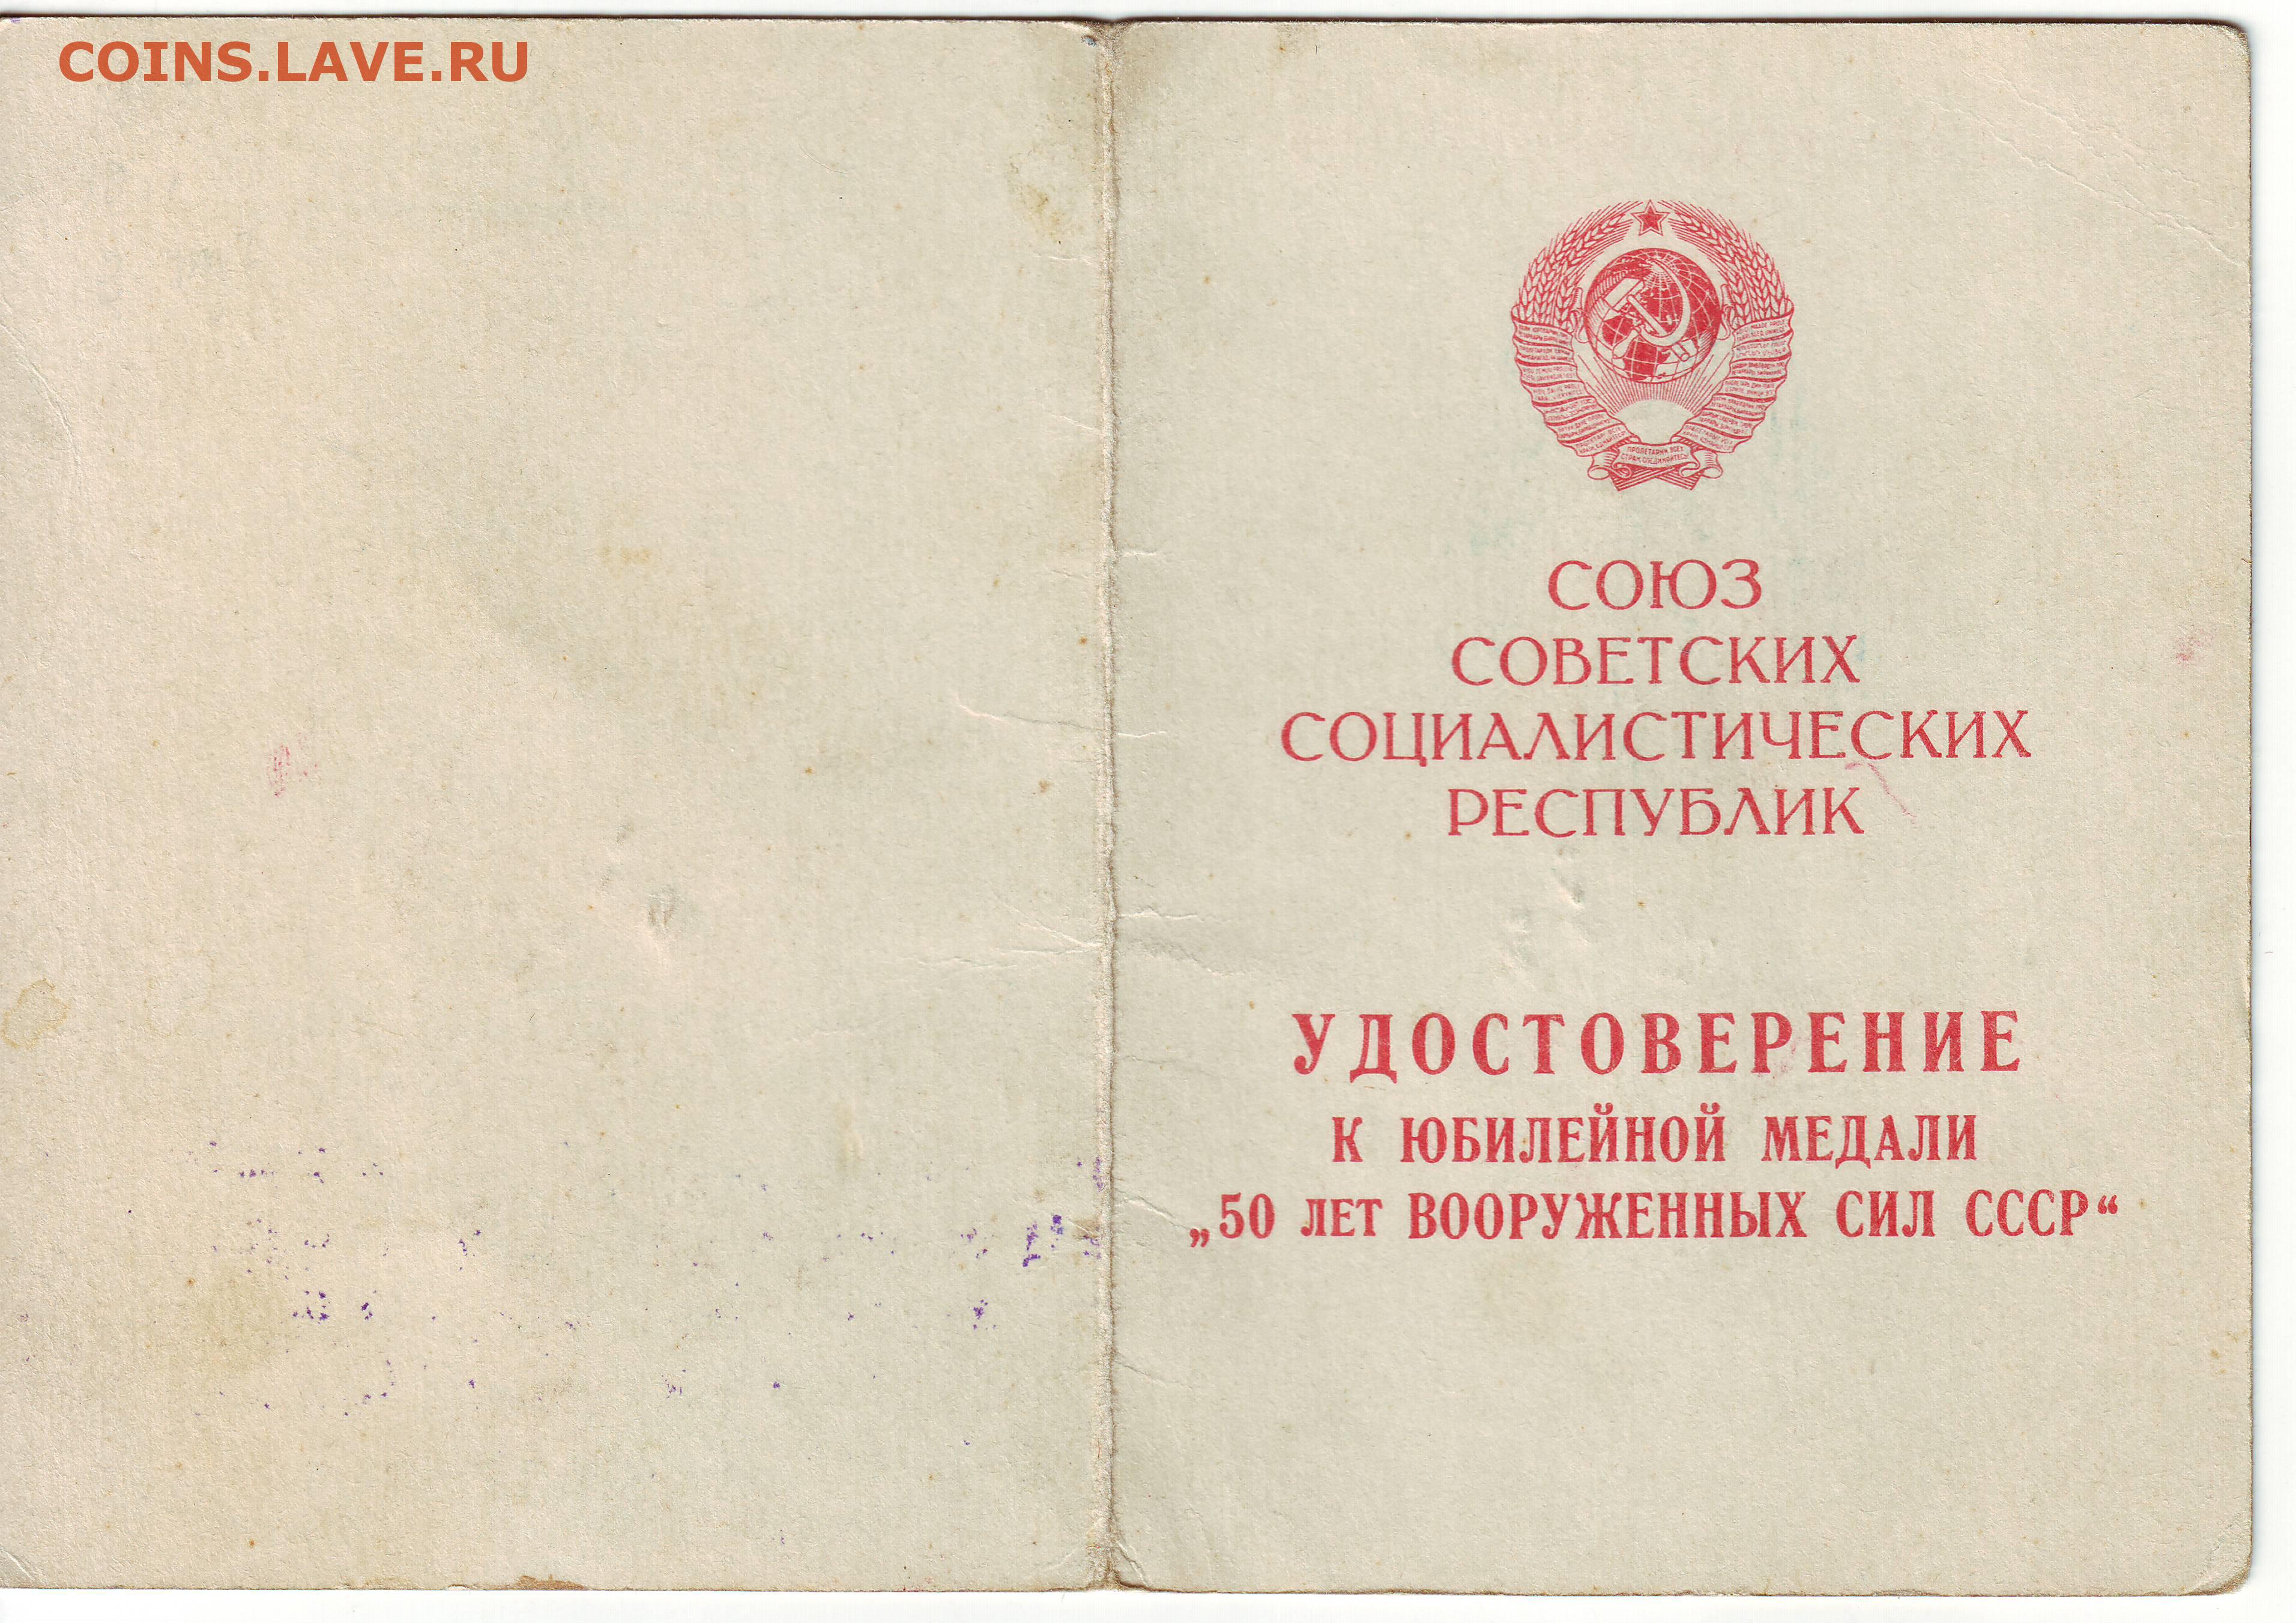 COINS.LAVE.RU
СОЮЗ
СОВЕТСКИХ
СОЦИАЛИСТИЧЕСКИХ
РЕСПУБЛИК
УДОСТОВЕРЕНИЕ
К ЮБИЛЕЙНОЙ МЕДАЛИ
„50 ЛЕТ ВООРУЖЕННЫХ СИЛ СССР“